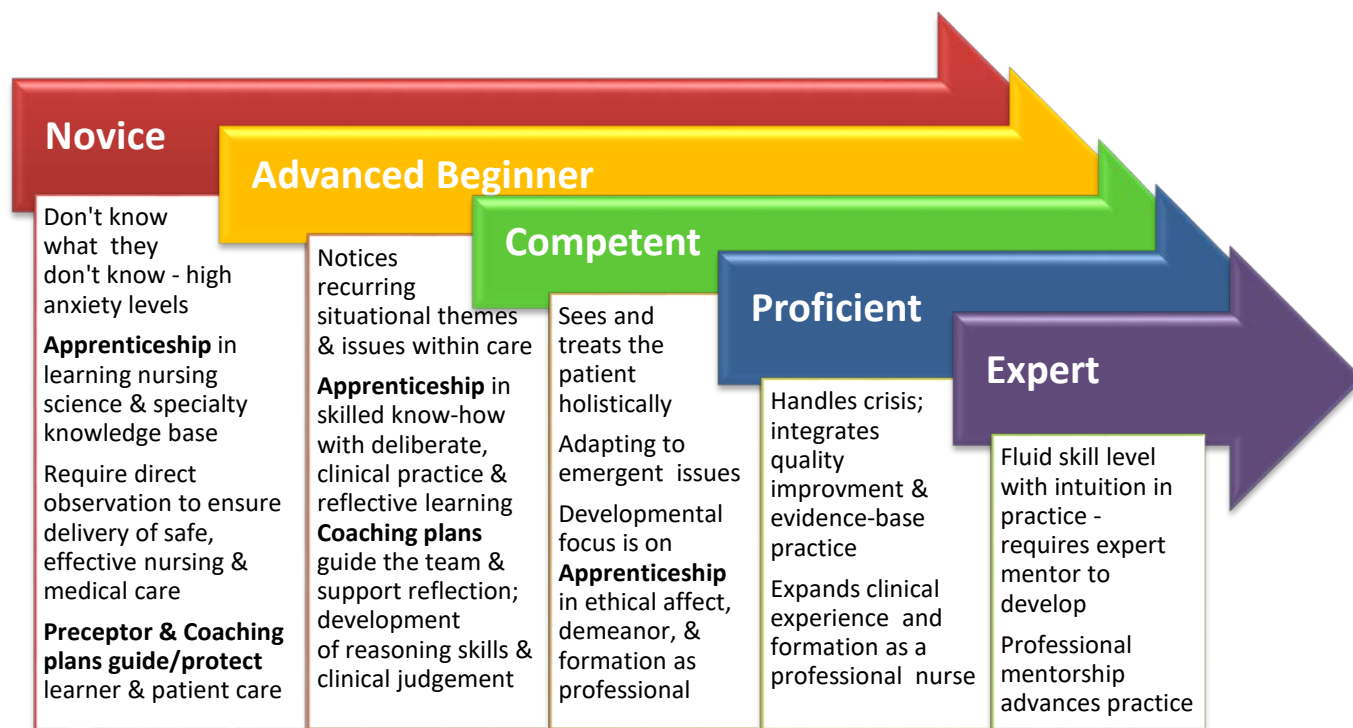 Novice
Don't know
what they
don't know - high
anxiety levels
Apprenticeship in
learning nursing
science & specialty
knowledge base
Require direct
observation to ensure
delivery of safe,
effective nursing &
medical care
Preceptor & Coaching
plans guide/protect
learner & patient care
Advanced Beginner
Notices
recurring
situational themes
& issues within care
Apprenticeship in
skilled know-how
with deliberate,
clinical practice &
reflective learning
Coaching plans
guide the team &
support reflection;
development
of reasoning skills &
clinical judgement
Competent
Sees and
treats the
patient
holistically
Adapting to
emergent issues
Developmental
focus is on
Apprenticeship
in ethical affect,
demeanor, &
formation as
professional
Proficient
Handles crisis;
integrates
quality
improvment &
evidence-base
practice
Expands clinical
experience and
formation as a
professional nurse
Expert
Fluid skill level
with intuition in
practice -
requires expert
mentor to
develop
Professional
mentorship
advances practice